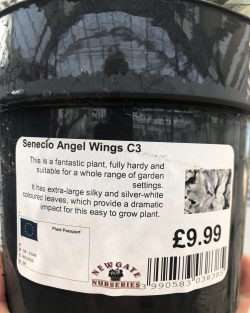 Senecio Angel Wings C3
This is a fantastic plant, fully hardy and
suitable for a whole range of garden
settings.
It has extra-large silky and silver-white
coloured leaves, which provide a dramatic
impact for this easy to grow plant.
Plant Passport
£9.99
NEWGATE
NURSERIES